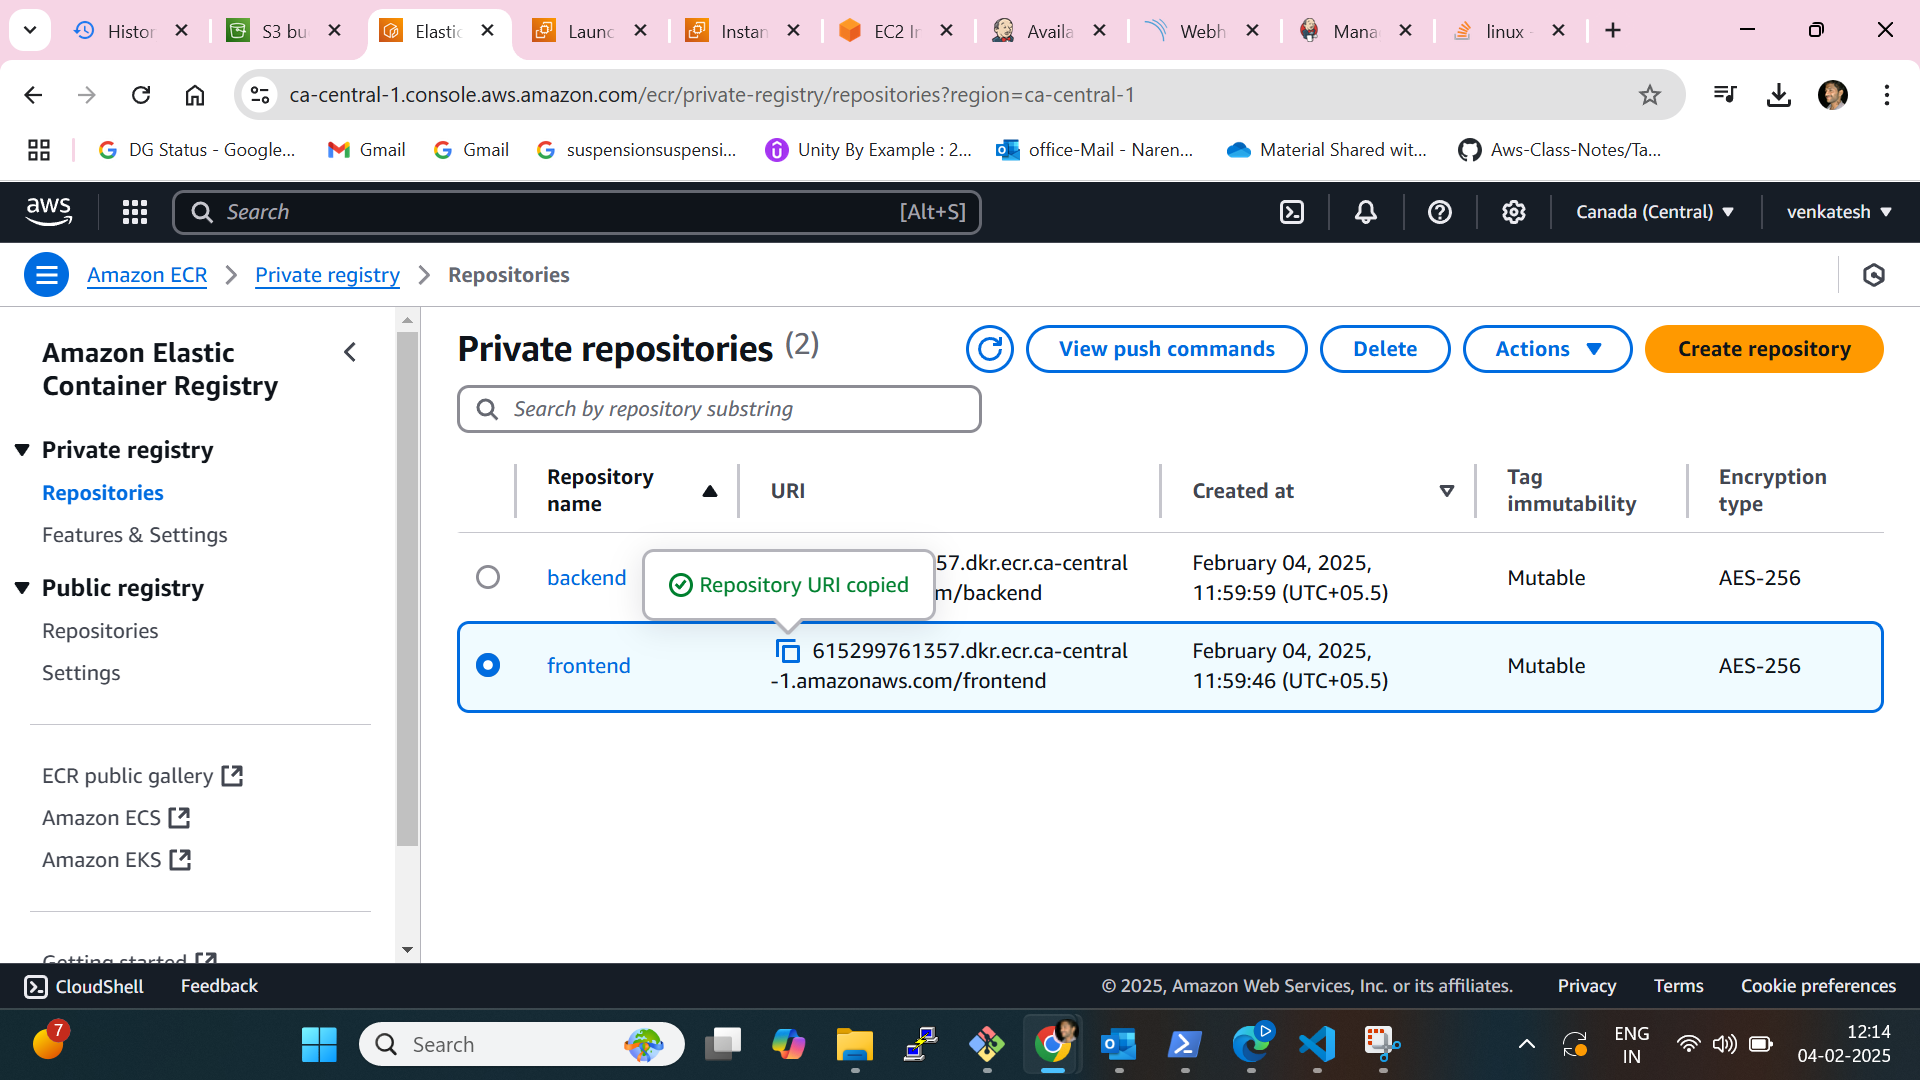 Histor
S3 bu
Elastic
Launc
Instan
EC2 In
Availa
Webh
Mana
linux -
ca-central-1.console.aws.amazon.com/ecr/private-registry/repositories?region=ca-central-1
DG Status - Google...
Gmail
Gmail
suspensionsuspensi...
Unity By Example : 2...
office-Mail - Naren...
Material Shared wit...
Aws-Class-Notes/Ta...
aws
Search
[Alt+S]
Canada (Central)
venkatesh
Amazon ECR
Private registry
Repositories
Amazon Elastic
Container Registry
Private registry
Repositories
Features & Settings
Public registry
Repositories
Settings
ECR public gallery
Amazon ECS
Amazon EKS
Getting started
Private repositories (2)
View push commands
Delete
Actions
Create repository
Search by repository substring
Repository
name
URI
Created at
Tag
immutability
Encryption
type
backend
57.dkr.ecr.ca-central
m/backend
February 04, 2025,
11:59:59 (UTC+05.5)
Mutable
AES-256
Repository URI copied
frontend
615299761357.dkr.ecr.ca-central
-1.amazonaws.com/frontend
February 04, 2025,
11:59:46 (UTC+05.5)
Mutable
AES-256
CloudShell
Feedback
© 2025, Amazon Web Services, Inc. or its affiliates.
Privacy
Terms
Cookie preferences
7
Search
ENG
IN
12:14
04-02-2025